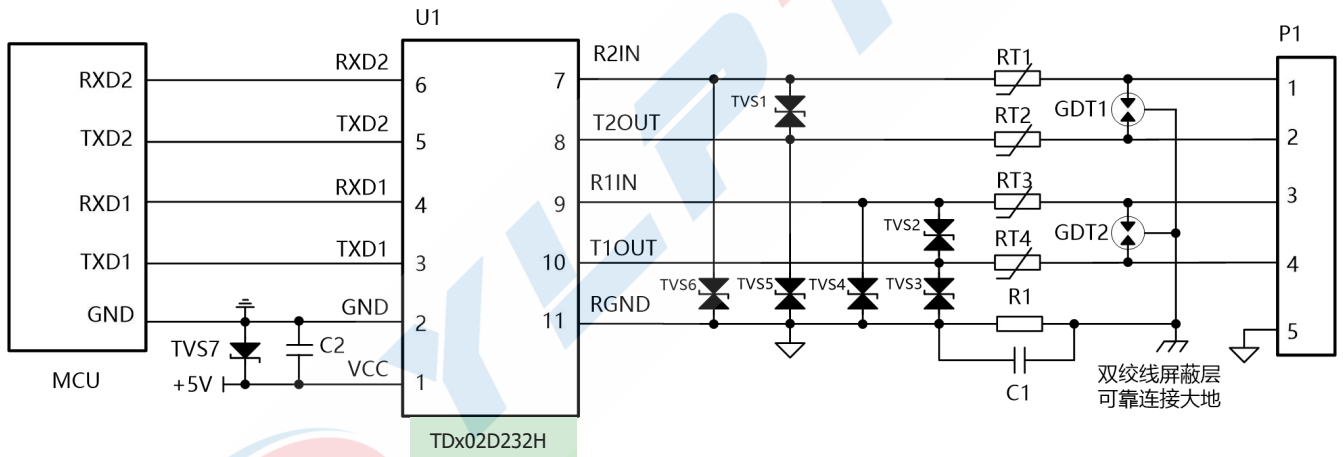 U1
P1
RXD2
RXD2
6
7
R2IN
RT1
1
TVS1
GDT1
TXD2
TXD2
5
8
T2OUT
RT2
2
RXD1
RXD1
4
9
R1IN
RT3
3
TVS2
GDT2
TXD1
TXD1
3
10
T1OUT
RT4
4
TVS6
TVS5
TVS4
TVS3
GND
GND
2
11
RGND
R1
5
TVS7
C2
+5V
VCC
1
C1
MCU
双绞线屏蔽层
可靠连接大地
TDx02D232H